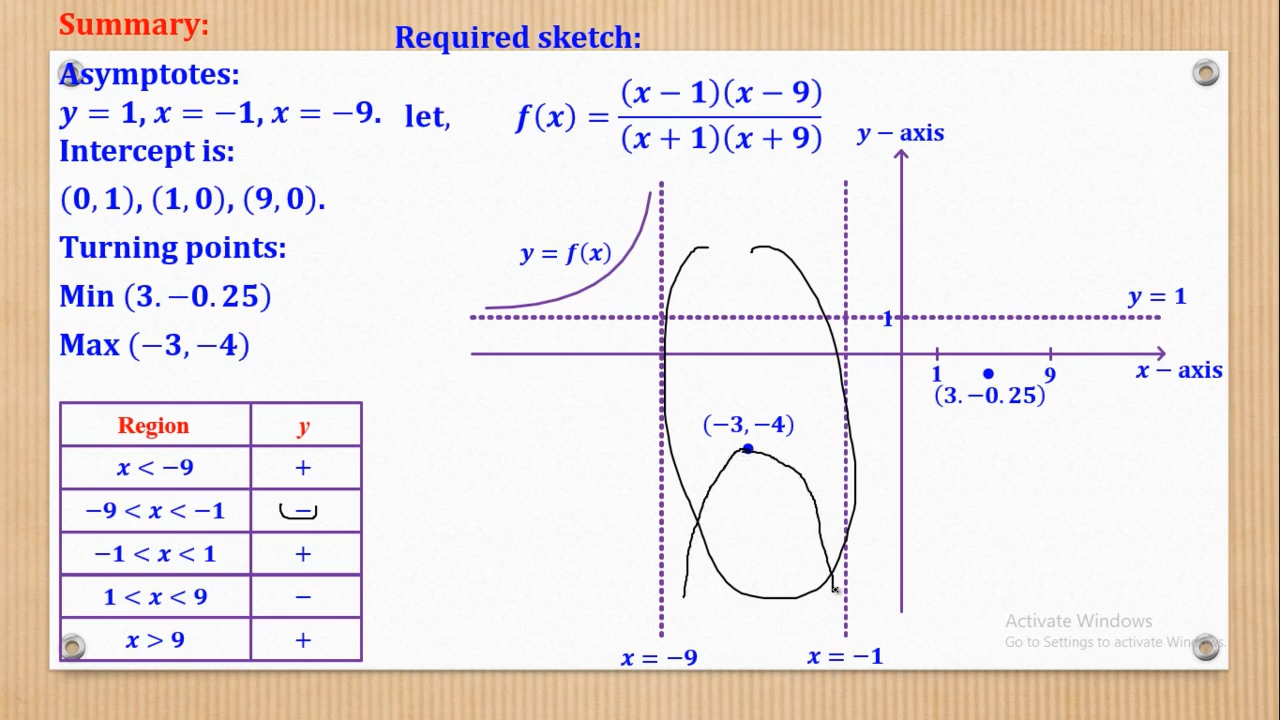 Summary:
Required sketch:
Asymptotes:
y = 1, x = −1, x = −9.
let, f(x) = (x − 1)(x − 9) / (x + 1)(x + 9)
Intercept is:
(0, 1), (1, 0), (9, 0).
Turning points:
Min (3. −0. 25)
Max (−3, −4)
Region y
x < −9 +
−9 < x < −1 −
−1 < x < 1 +
1 < x < 9 −
x > 9 +
y − axis
y = f(x)
y = 1
1
x − axis
1 9
(3. −0. 25)
(−3, −4)
x = −9
x = −1
Activate Windows
Go to Settings to activate Windows.